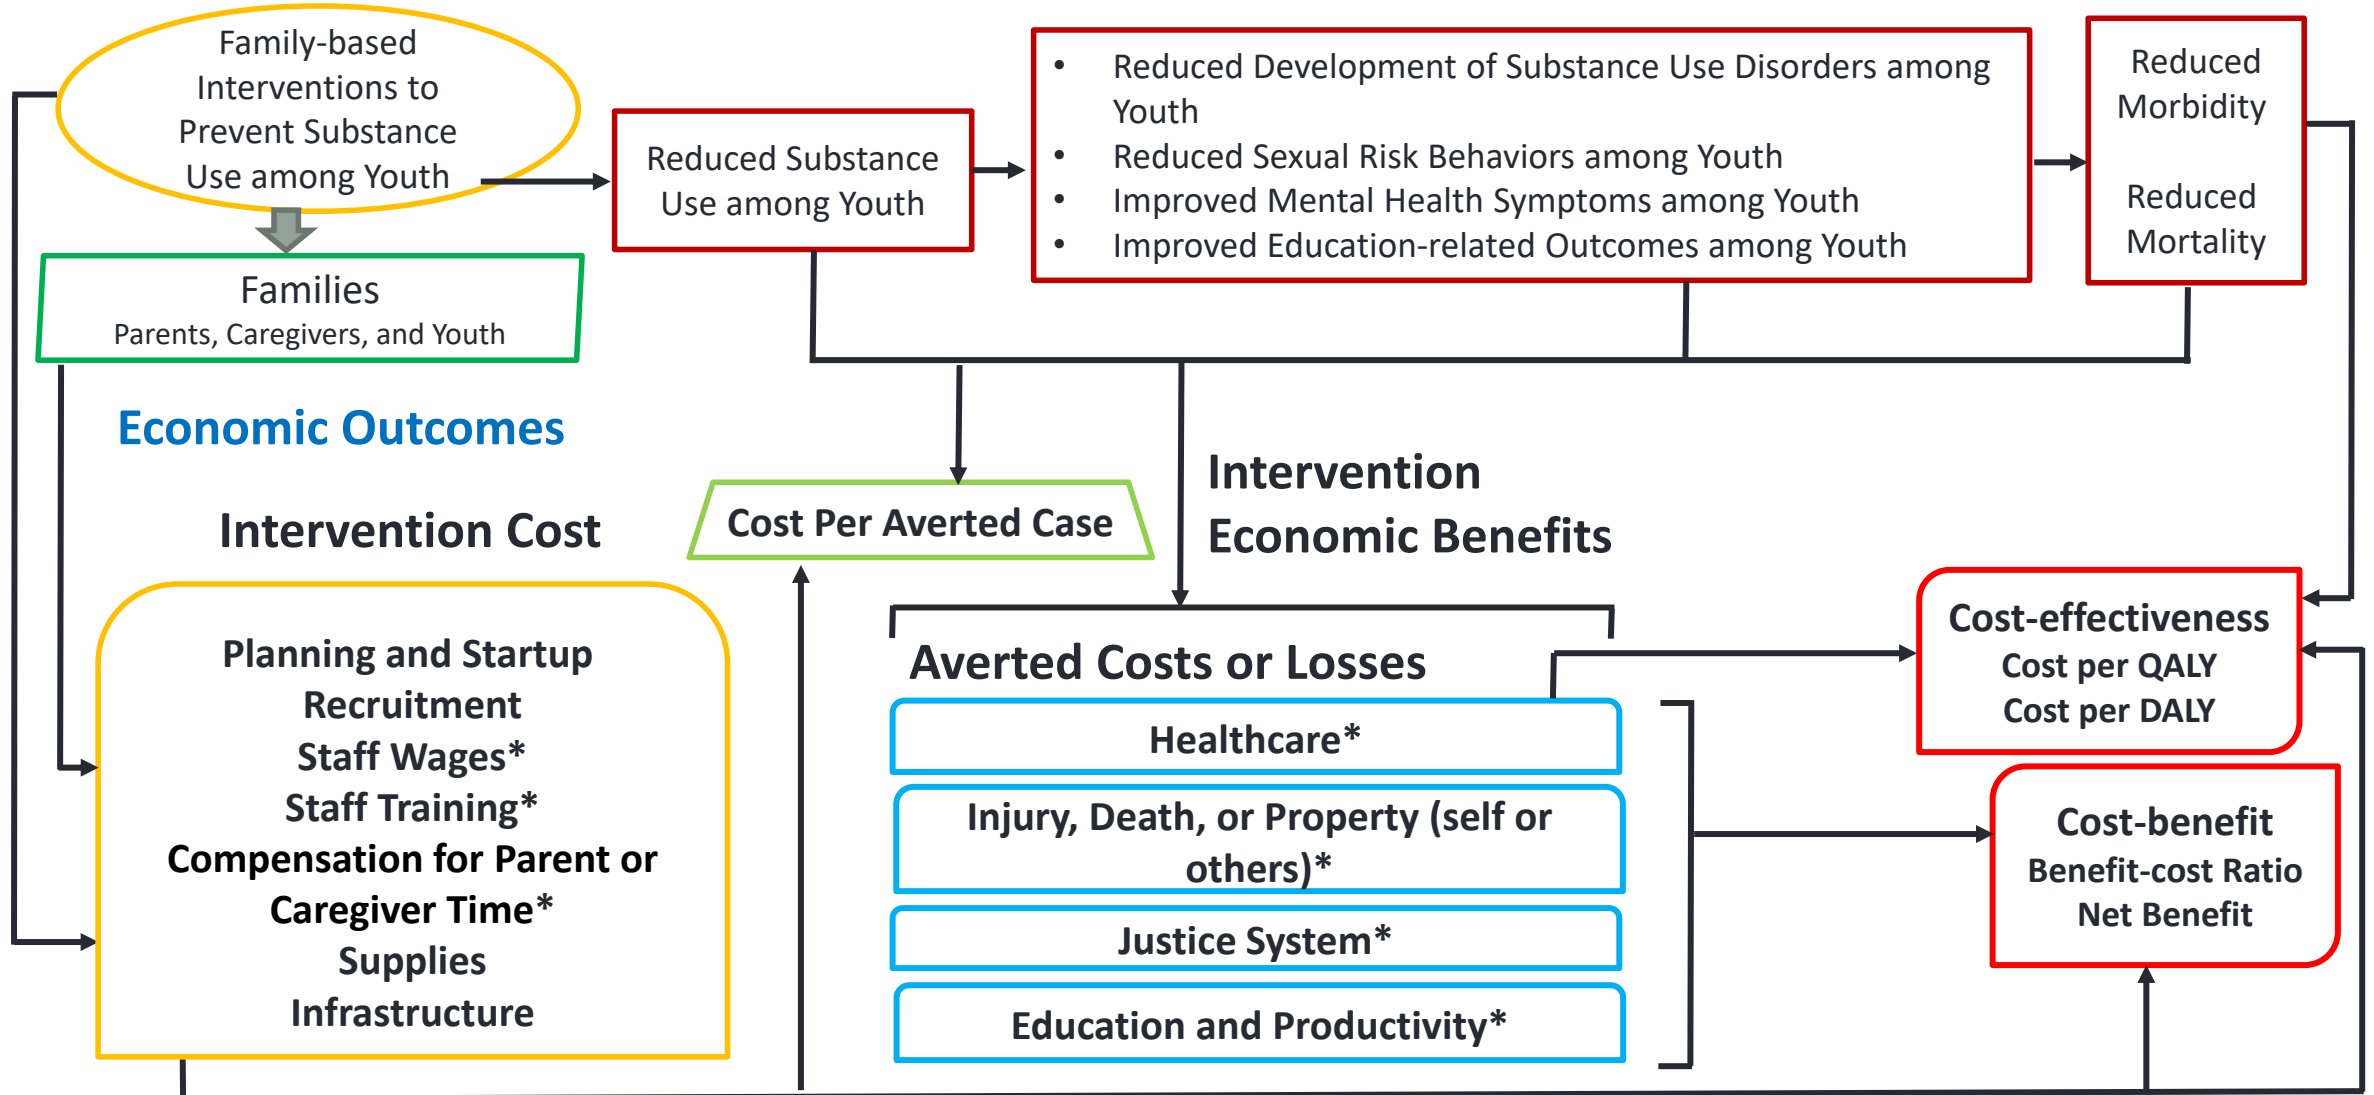 Family-based
Interventions to
Prevent Substance
Use among Youth
Reduced Substance
Use among Youth
• Reduced Development of Substance Use Disorders among
Youth
• Reduced Sexual Risk Behaviors among Youth
• Improved Mental Health Symptoms among Youth
• Improved Education-related Outcomes among Youth
Reduced
Morbidity
Reduced
Mortality
Families
Parents, Caregivers, and Youth
Economic Outcomes
Intervention Cost
Cost Per Averted Case
Intervention
Economic Benefits
Planning and Startup
Recruitment
Staff Wages*
Staff Training*
Compensation for Parent or
Caregiver Time*
Supplies
Infrastructure
Averted Costs or Losses
Healthcare*
Injury, Death, or Property (self or
others)*
Justice System*
Education and Productivity*
Cost-effectiveness
Cost per QALY
Cost per DALY
Cost-benefit
Benefit-cost Ratio
Net Benefit